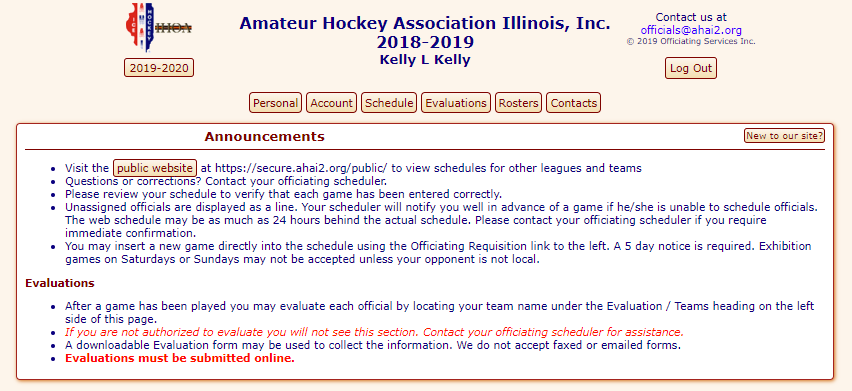 ICE HOCKEY IHOA
Amateur Hockey Association Illinois, Inc.
2018-2019
Kelly L Kelly
Contact us at
officials@ahai2.org
© 2019 Officiating Services Inc.
2019-2020
Log Out
Personal Account Schedule Evaluations Rosters Contacts
Announcements
New to our site?
Visit the public website at https://secure.ahai2.org/public/ to view schedules for other leagues and teams
Questions or corrections? Contact your officiating scheduler.
Please review your schedule to verify that each game has been entered correctly.
Unassigned officials are displayed as a line. Your scheduler will notify you well in advance of a game if he/she is unable to schedule officials.
The web schedule may be as much as 24 hours behind the actual schedule. Please contact your officiating scheduler if you require
immediate confirmation.
You may insert a new game directly into the schedule using the Officiating Requisition link to the left. A 5 day notice is required. Exhibition
games on Saturdays or Sundays may not be accepted unless your opponent is not local.
Evaluations
After a game has been played you may evaluate each official by locating your team name under the Evaluation / Teams heading on the left
side of this page.
If you are not authorized to evaluate you will not see this section. Contact your officiating scheduler for assistance.
A downloadable Evaluation form may be used to collect the information. We do not accept faxed or emailed forms.
Evaluations must be submitted online.